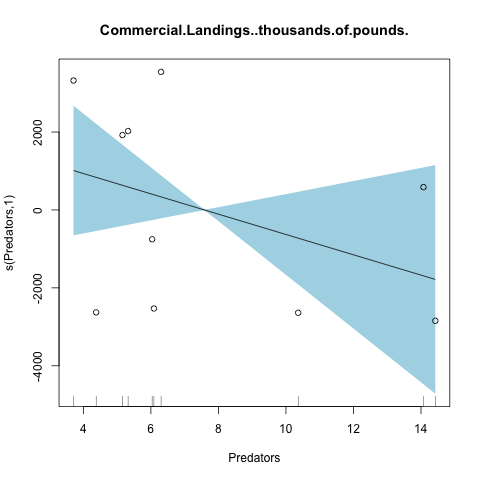 Commercial.Landings..thousands.of.pounds.
s(Predators,1)
2000
0
-2000
-4000
4 6 8 10 12 14
Predators